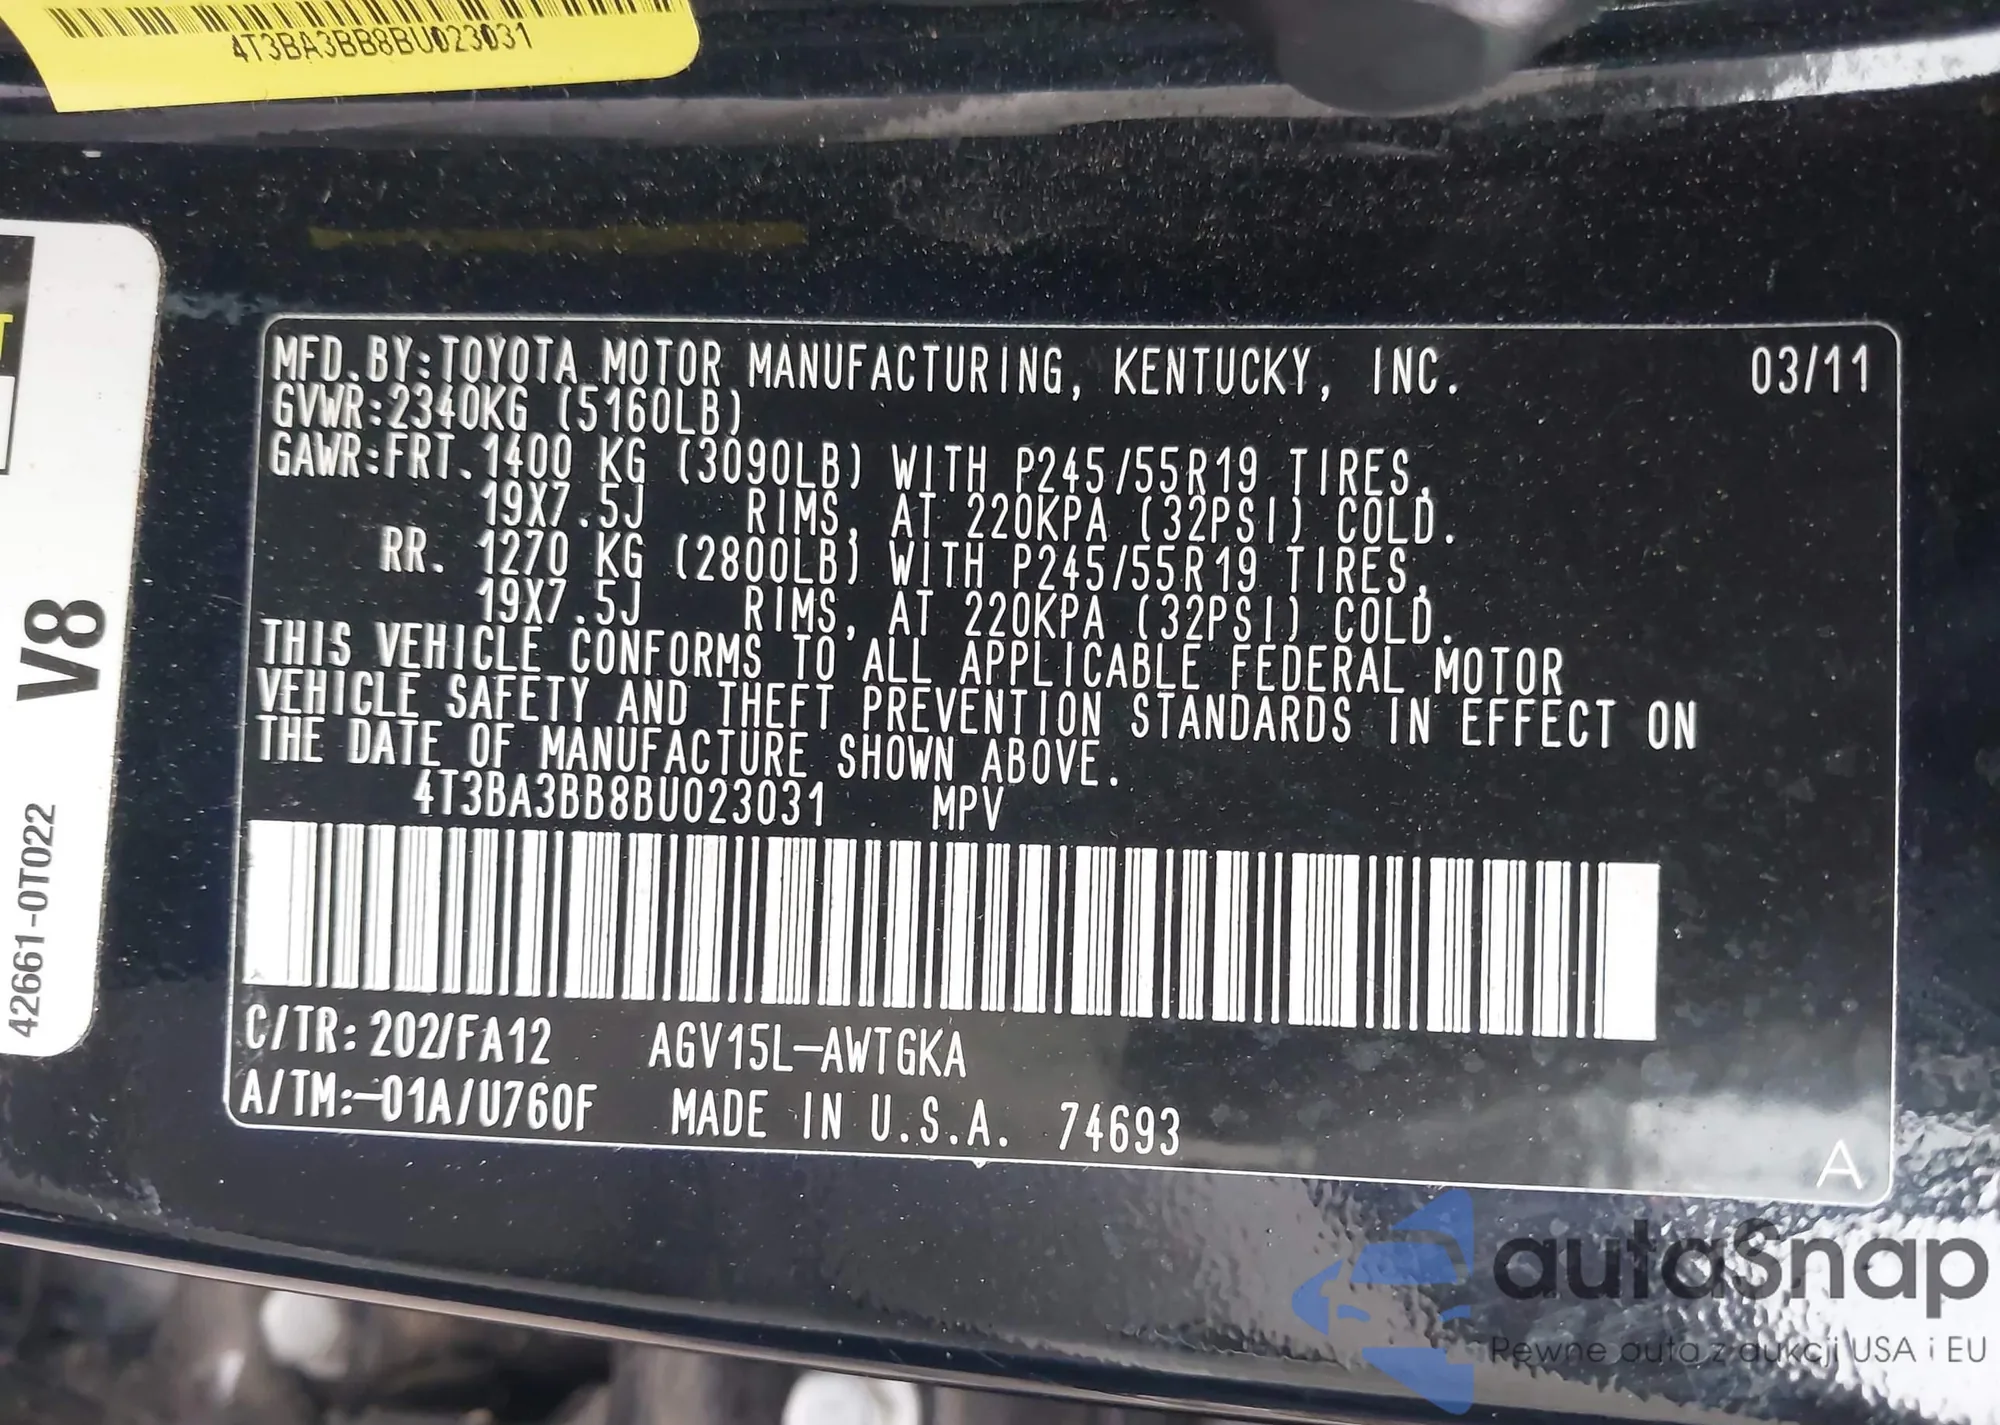 4T3BA3BB8BU023031
T
V8
42661-0T022
MFD.BY:TOYOTA MOTOR MANUFACTURING, KENTUCKY, INC. 03/11
GVWR:2340KG (5160LB)
GAWR:FRT.1400 KG (3090LB) WITH P245/55R19 TIRES,
19X7.5J RIMS, AT 220KPA (32PSI) COLD.
RR. 1270 KG (2800LB) WITH P245/55R19 TIRES,
19X7.5J RIMS, AT 220KPA (32PSI) COLD.
THIS VEHICLE CONFORMS TO ALL APPLICABLE FEDERAL MOTOR
VEHICLE SAFETY AND THEFT PREVENTION STANDARDS IN EFFECT ON
THE DATE OF MANUFACTURE SHOWN ABOVE.
4T3BA3BB8BU023031 MPV
C/TR: 202/FA12 AGV15L-AWTGKA
A/TM:-01A/U760F MADE IN U.S.A. 74693
A
autaSnap
Pewne auta z aukcji USA i EU